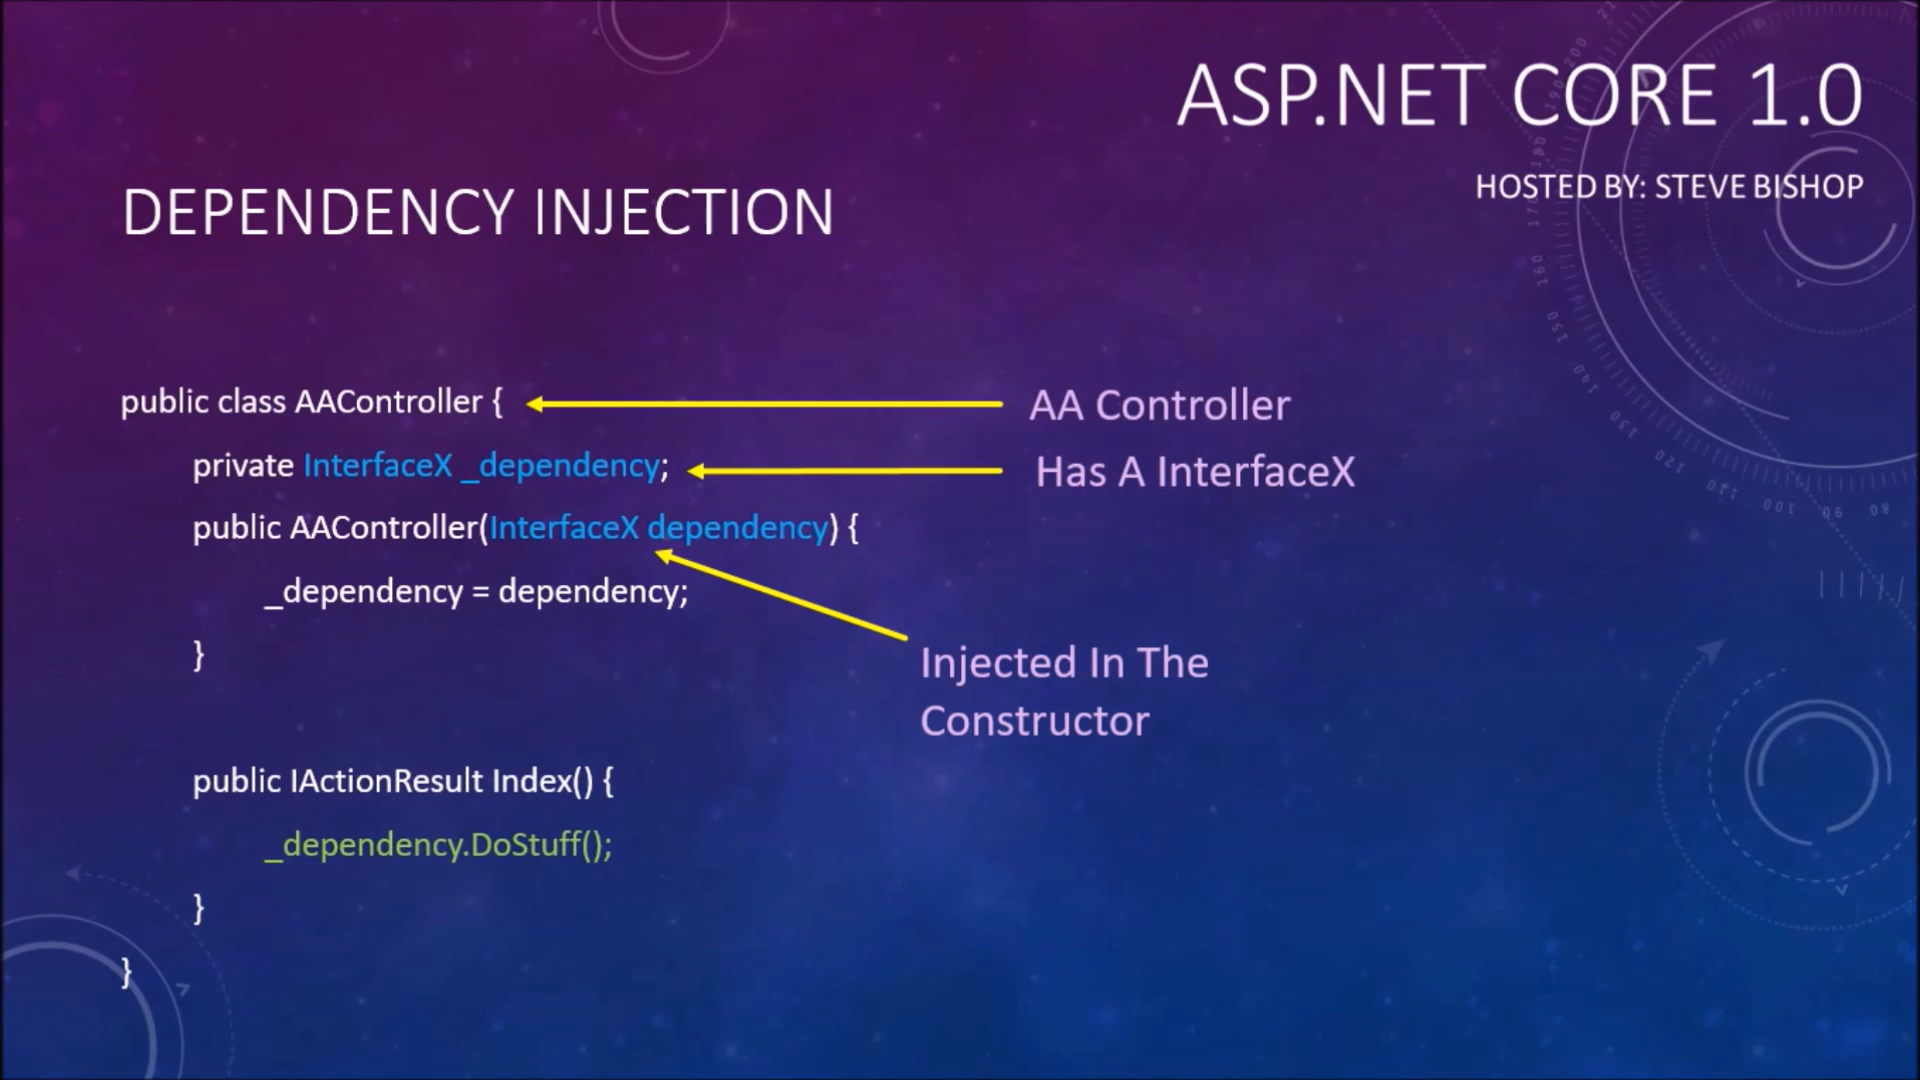 ASP.NET CORE 1.0
HOSTED BY: STEVE BISHOP
DEPENDENCY INJECTION
public class AAController {
AA Controller
private InterfaceX _dependency;
Has A InterfaceX
public AAController(InterfaceX dependency) {
_dependency = dependency;
}
Injected In The
Constructor
public IActionResult Index() {
_dependency.DoStuff();
}
}